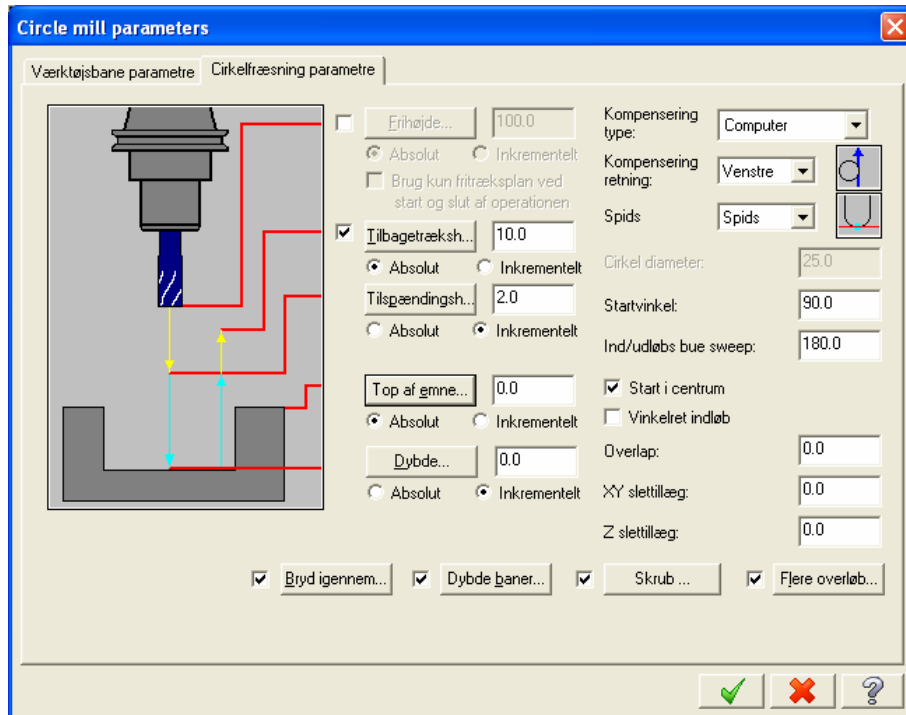 Circle mill parameters
Værktøjsbane parametre
Cirkelfræsning parametre
Frihøjde...
100.0
Absolut
Inkrementelt
Brug kun fritræksplan ved
start og slut af operationen
Tilbagetræksh...
10.0
Absolut
Inkrementelt
Tilspændingsh...
2.0
Absolut
Inkrementelt
Top af emne...
0.0
Absolut
Inkrementelt
Dybde...
0.0
Absolut
Inkrementelt
Kompensering
type:
Computer
Kompensering
retning:
Venstre
Spids
Spids
Cirkel diameter:
25.0
Startvinkel:
90.0
Ind/udløbs bue sweep:
180.0
Start i centrum
Vinkelret indløb
Overlap:
0.0
XY slettillæg:
0.0
Z slettillæg:
0.0
Bryd igennem...
Dybde baner...
Skrub ...
Flere overløb...